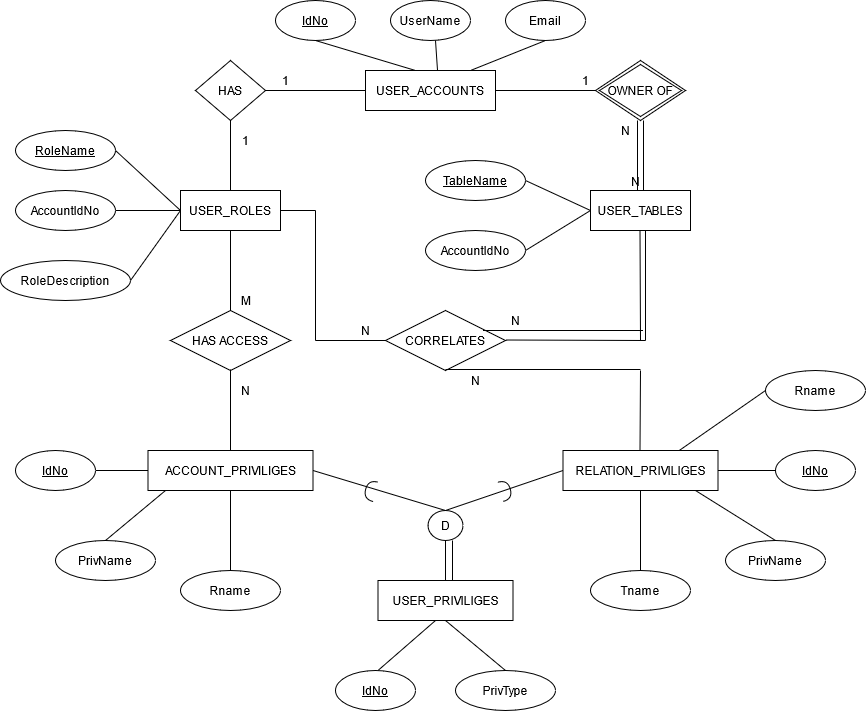 IdNo
UserName
Email
HAS
1
USER_ACCOUNTS
1
OWNER OF
1
N
RoleName
TableName
N
AccountIdNo
USER_ROLES
USER_TABLES
AccountIdNo
RoleDescription
M
N
N
HAS ACCESS
CORRELATES
N
N
Rname
IdNo
ACCOUNT_PRIVILIGES
RELATION_PRIVILIGES
IdNo
D
PrivName
PrivName
Rname
Tname
USER_PRIVILIGES
IdNo
PrivType